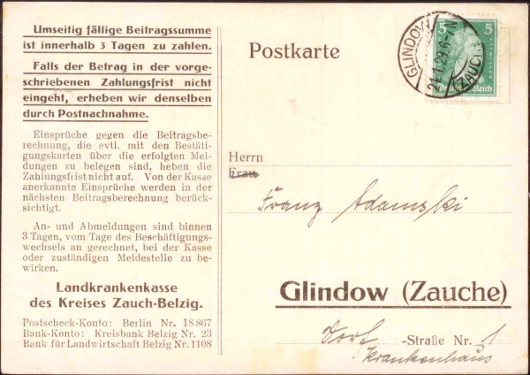 Umseitig fällige Beitragssumme
ist innerhalb 3 Tagen zu zahlen.
Falls der Betrag in der vorge-
schriebenen Zahlungsfrist nicht
eingeht, erheben wir denselben
durch Postnachnahme.
Einsprüche gegen die Beitragsbe-
rechnung, die evtl. mit den Bestäti-
gungskarten über die erfolgten Mel-
dungen zu belegen sind, heben die
Zahlungsfrist nicht auf. Von der Kasse
anerkannte Einsprüche werden in der
nächsten Beitragsberechnung berück-
sichtigt.
An- und Abmeldungen sind binnen
3 Tagen, vom Tage des Beschäftigungs-
wechsels an gerechnet, bei der Kasse
oder zuständigen Meldestelle zu be-
wirken.
Landkrankenkasse
des Kreises Zauch-Belzig.
Postscheck-Konto: Berlin Nr. 18867
Bank-Konto: Kreisbank Belzig Nr. 23
Bank für Landwirtschaft Belzig Nr. 1108
Postkarte
5 5
Deutsches Reich
GLINDOW
(ZAUCHE)
Herrn
Frau
Franz Adamski
Glindow (Zauche)
Dorf -Straße Nr. 1
Krankenhaus